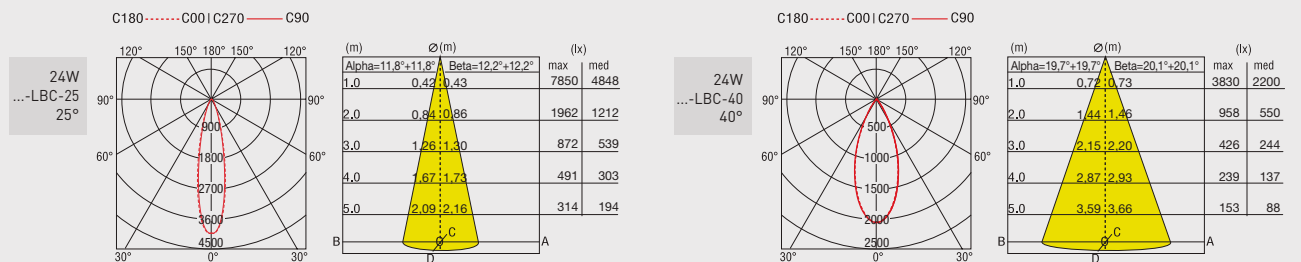 C180 ------- C00 | C270 —— C90
24W
...-LBC-25
25°
120° 150° 180° 150° 120°
90° 90°
900
60° 1800 60°
2700
3600
4500
30° 0° 30°
(m) Ø(m) (lx)
Alpha=11,8°+11,8° Beta=12,2°+12,2° max med
1.0 0,42 0,43 7850 4848
2.0 0,84 0,86 1962 1212
3.0 1,26 1,30 872 539
4.0 1,67 1,73 491 303
5.0 2,09 2,16 314 194
C
B A
D
C180 ------- C00 | C270 —— C90
24W
...-LBC-40
40°
120° 150° 180° 150° 120°
90° 90°
500
60° 1000 60°
1500
2000
2500
30° 0° 30°
(m) Ø(m) (lx)
Alpha=19,7°+19,7° Beta=20,1°+20,1° max med
1.0 0,72 0,73 3830 2200
2.0 1,44 1,46 958 550
3.0 2,15 2,20 426 244
4.0 2,87 2,93 239 137
5.0 3,59 3,66 153 88
C
B A
D